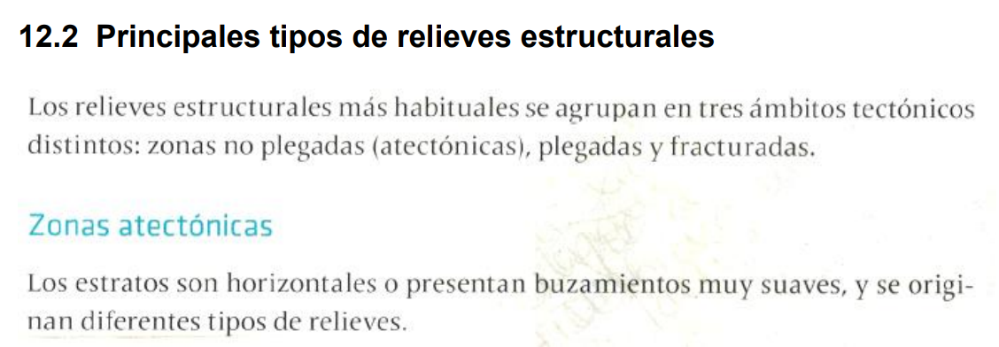 12.2 Principales tipos de relieves estructurales
Los relieves estructurales más habituales se agrupan en tres ámbitos tectónicos
distintos: zonas no plegadas (atectónicas), plegadas y fracturadas.
Zonas atectónicas
Los estratos son horizontales o presentan buzamientos muy suaves, y se origi-
nan diferentes tipos de relieves.